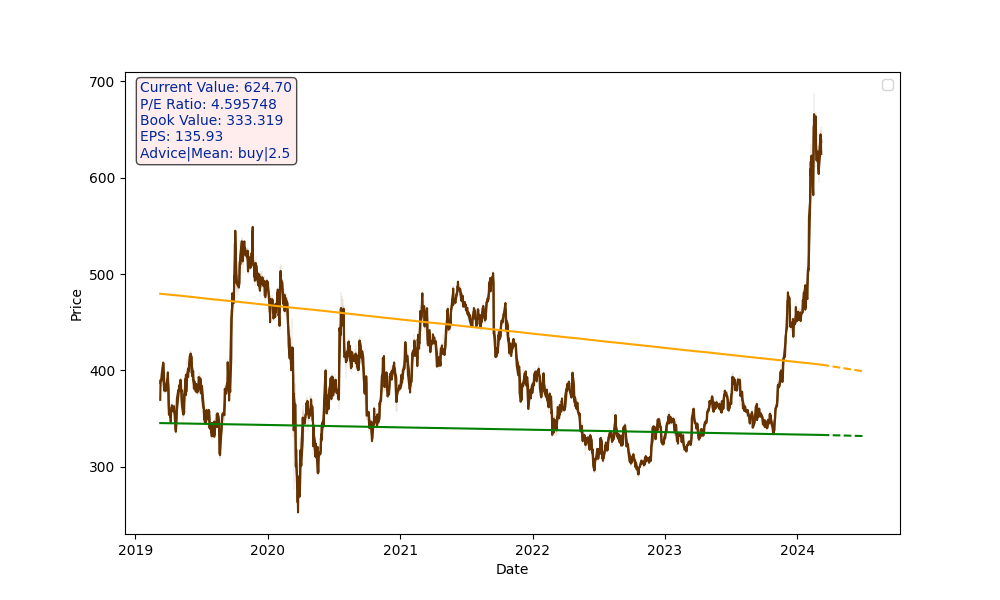 Current Value: 624.70
P/E Ratio: 4.595748
Book Value: 333.319
EPS: 135.93
Advice|Mean: buy|2.5
700
600
500
400
300
Price
2019 2020 2021 2022 2023 2024
Date